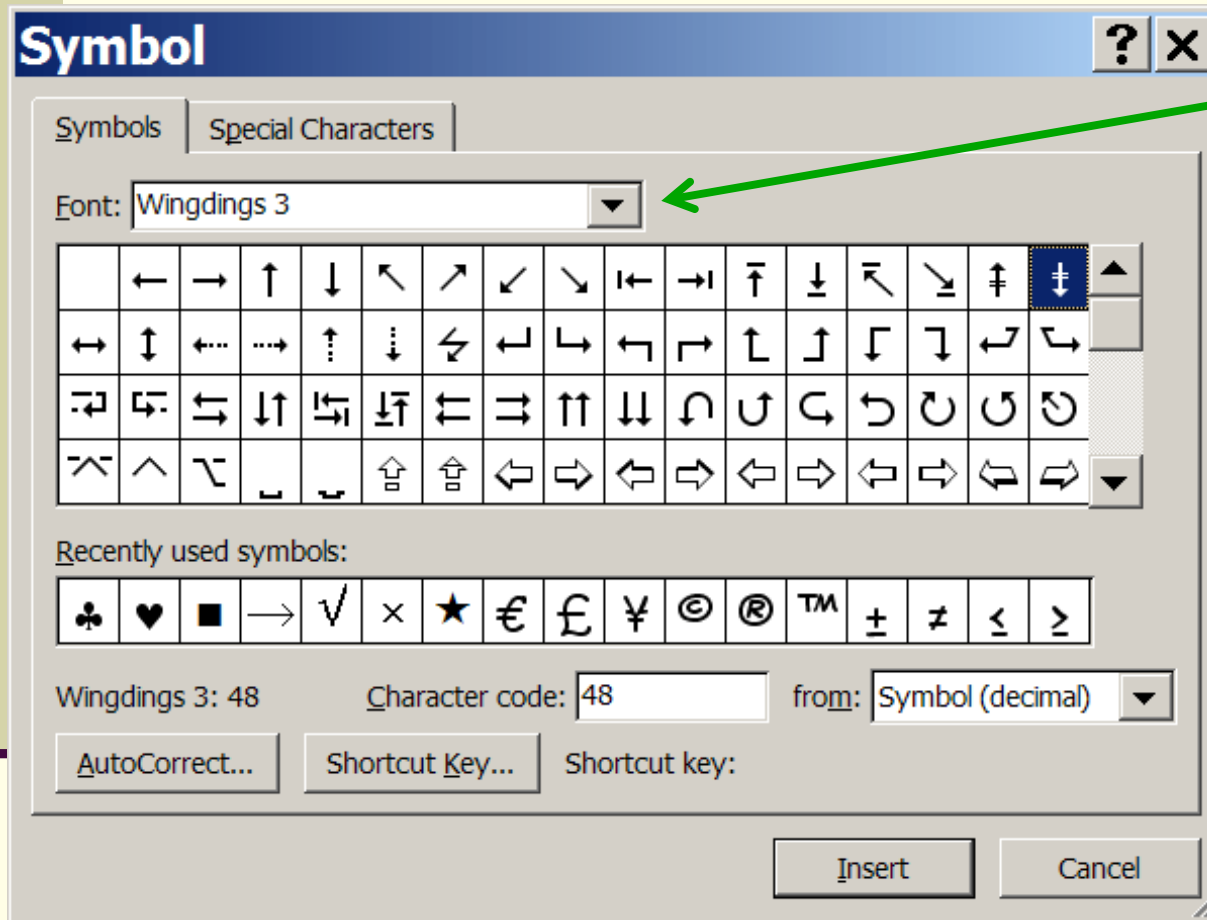 Symbol
Symbols Special Characters
Font: Wingdings 3
← → ↑ ↓ ↖ ↗ ↙ ↘ ⇤ ⇥ ⤒ ⤓ ⇞ ⇟
↔ ↕ ⇠ ⇢ ⇡ ⇣ ↵ ↳ ↰ ↱
⇆ ⇵ ↹ ⇇ ⇉ ⇈ ⇊ ↻ ↺
⌤ ⌃ ⌥ ⇦ ⇨ ⇦ ⇨ ⇦ ⇨ ⇦ ⇨
Recently used symbols:
♣ ♥ ■ → √ × ★ € £ ¥ © ® ™ ± ≠ ≤ ≥
Wingdings 3: 48 Character code: 48 from: Symbol (decimal)
AutoCorrect... Shortcut Key... Shortcut key:
Insert Cancel